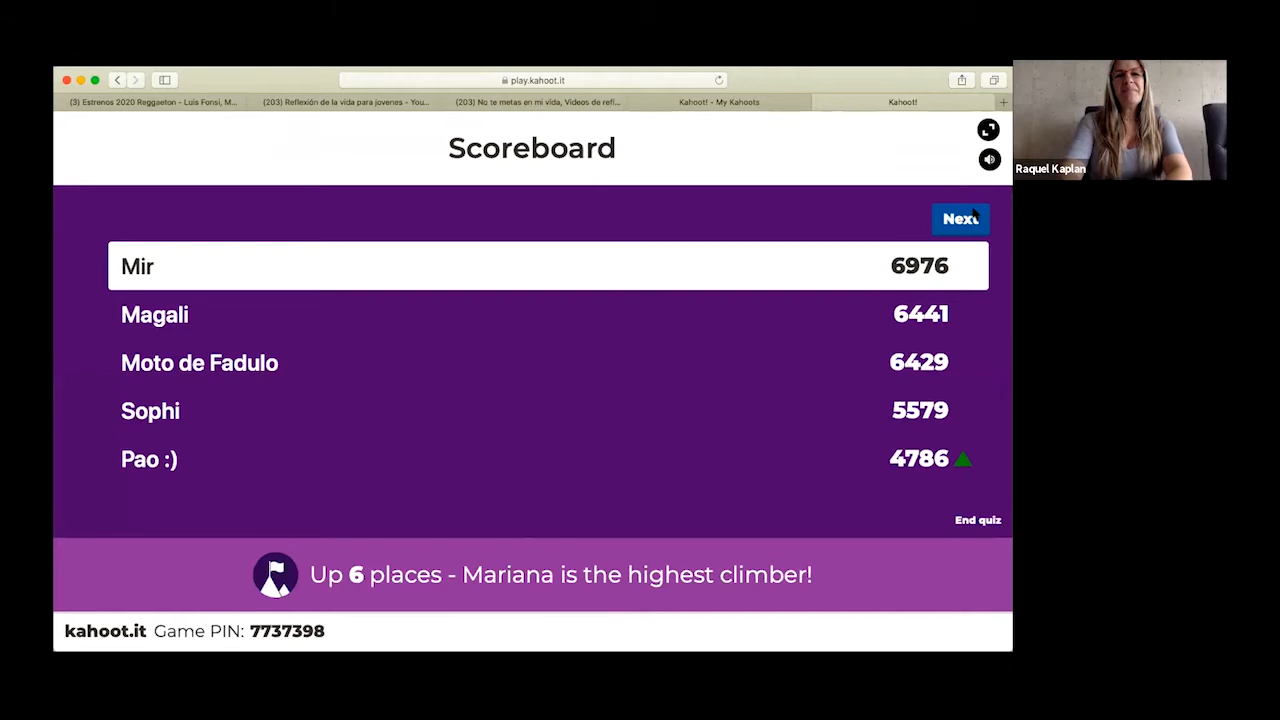 play.kahoot.it
(3) Estrenos 2020 Reggaeton - Luis Fonsi, M...
(203) Reflexión de la vida para jovenes - You...
(203) No te metas en mi vida, Videos de refl...
Kahoot! - My Kahoots
Kahoot!
Scoreboard
Raquel Kaplan
Next
Mir 6976
Magali 6441
Moto de Fadulo 6429
Sophi 5579
Pao :) 4786
End quiz
Up 6 places - Mariana is the highest climber!
kahoot.it Game PIN: 7737398